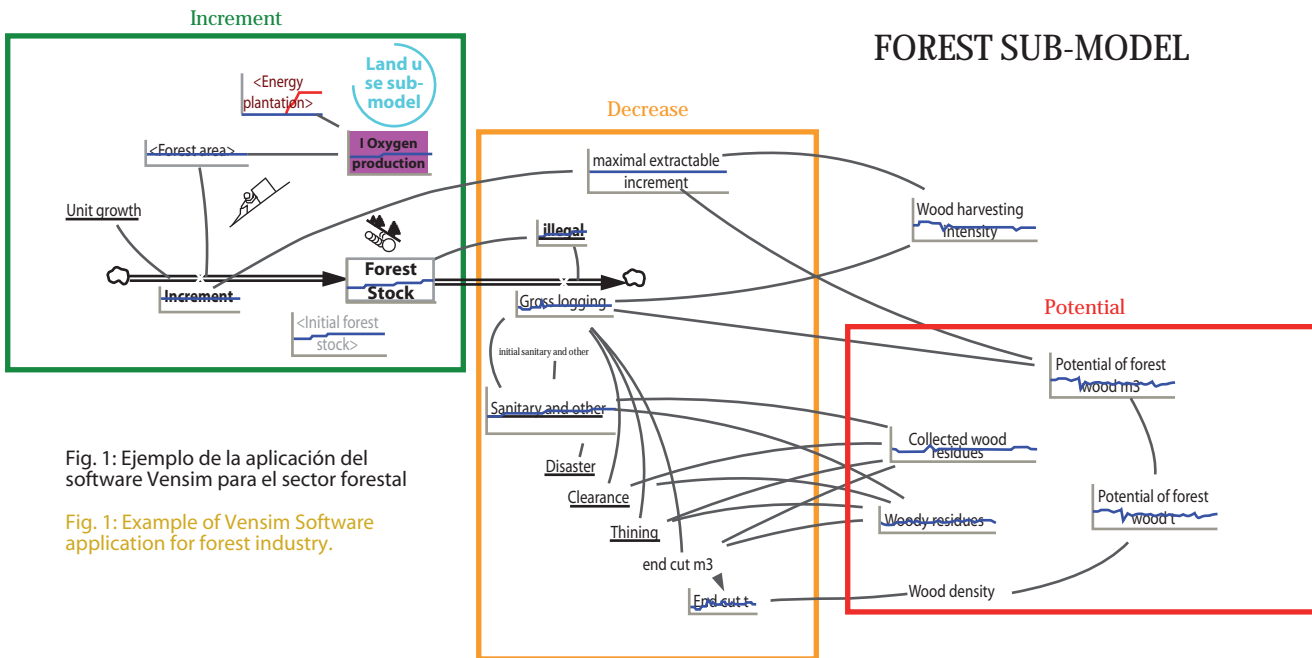 Increment
FOREST SUB-MODEL
Land u
se sub-
model
<Energy
plantation>
Decrease
I Oxygen
production
<Forest area>
maximal extractable
increment
Unit growth
Wood harvesting
intensity
illegal
Forest
Stock
Increment
Gross logging
<Initial forest
stock>
Potential
initial sanitary and other
Potential of forest
wood m3
Sanitary and other
Collected wood
residues
Fig. 1: Ejemplo de la aplicación del
software Vensim para el sector forestal
Disaster
Clearance
Potential of forest
wood t
Fig. 1: Example of Vensim Software
application for forest industry.
Woody residues
Thining
end cut m3
Wood density
End cut t